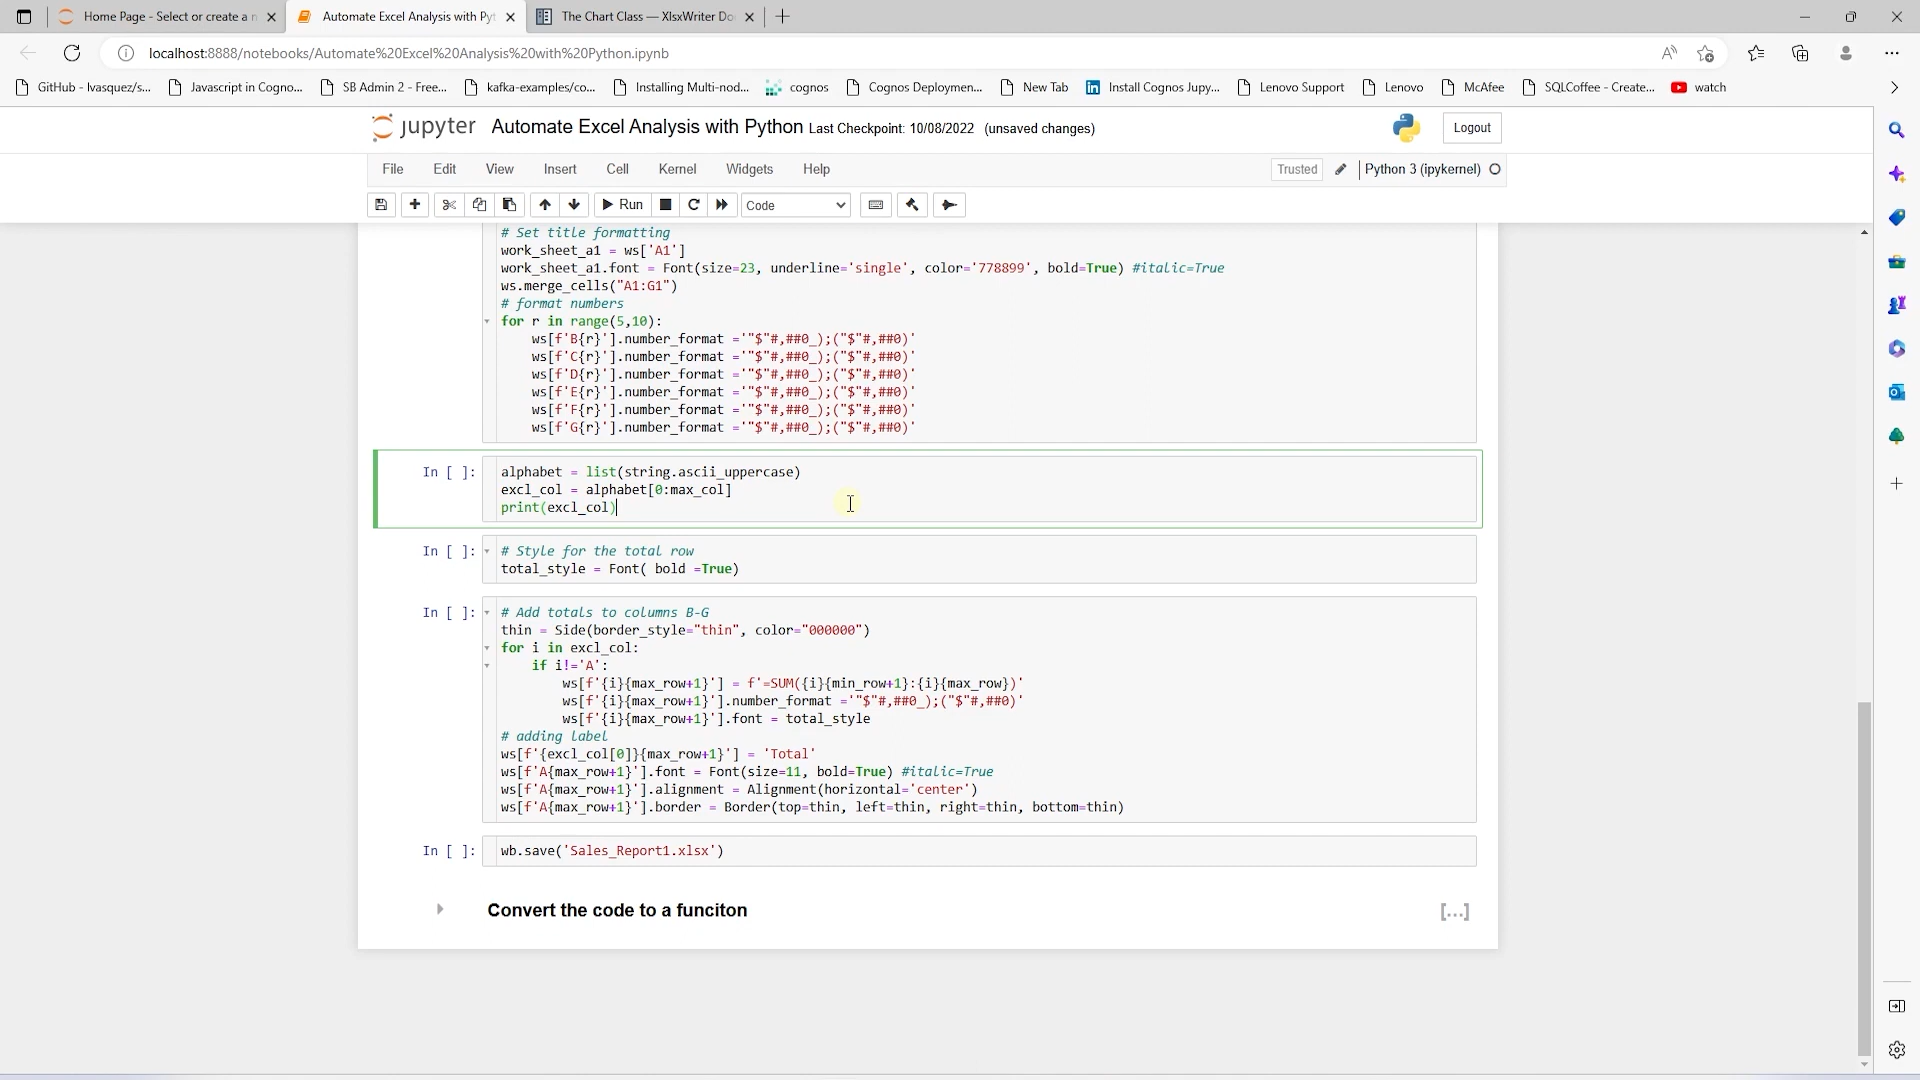 Home Page - Select or create a n
Automate Excel Analysis with Pyt
The Chart Class — XlsxWriter Do
localhost:8888/notebooks/Automate%20Excel%20Analysis%20with%20Python.ipynb
GitHub - lvasquez/s...
Javascript in Cogno...
SB Admin 2 - Free...
kafka-examples/co...
Installing Multi-nod...
cognos
Cognos Deploymen...
New Tab
Install Cognos Jupy...
Lenovo Support
Lenovo
McAfee
SQLCoffee - Create...
watch
jupyter Automate Excel Analysis with Python Last Checkpoint: 10/08/2022 (unsaved changes)
Logout
File Edit View Insert Cell Kernel Widgets Help
Trusted
Python 3 (ipykernel)
Run
Code
# Set title formatting
work_sheet_a1 = ws['A1']
work_sheet_a1.font = Font(size=23, underline='single', color='778899', bold=True) #italic=True
ws.merge_cells("A1:G1")
# format numbers
for r in range(5,10):
    ws[f'B{r}'].number_format ='"$"#,##0_);("$"#,##0)'
    ws[f'C{r}'].number_format ='"$"#,##0_);("$"#,##0)'
    ws[f'D{r}'].number_format ='"$"#,##0_);("$"#,##0)'
    ws[f'E{r}'].number_format ='"$"#,##0_);("$"#,##0)'
    ws[f'F{r}'].number_format ='"$"#,##0_);("$"#,##0)'
    ws[f'G{r}'].number_format ='"$"#,##0_);("$"#,##0)'
In [ ]:
alphabet = list(string.ascii_uppercase)
excl_col = alphabet[0:max_col]
print(excl_col)
In [ ]:
# Style for the total row
total_style = Font( bold =True)
In [ ]:
# Add totals to columns B-G
thin = Side(border_style="thin", color="000000")
for i in excl_col:
    if i!='A':
        ws[f'{i}{max_row+1}'] = f'=SUM({i}{min_row+1}:{i}{max_row})'
        ws[f'{i}{max_row+1}'].number_format ='"$"#,##0_);("$"#,##0)'
        ws[f'{i}{max_row+1}'].font = total_style
# adding label
ws[f'{excl_col[0]}{max_row+1}'] = 'Total'
ws[f'A{max_row+1}'].font = Font(size=11, bold=True) #italic=True
ws[f'A{max_row+1}'].alignment = Alignment(horizontal='center')
ws[f'A{max_row+1}'].border = Border(top=thin, left=thin, right=thin, bottom=thin)
In [ ]:
wb.save('Sales_Report1.xlsx')
Convert the code to a funciton
[...]